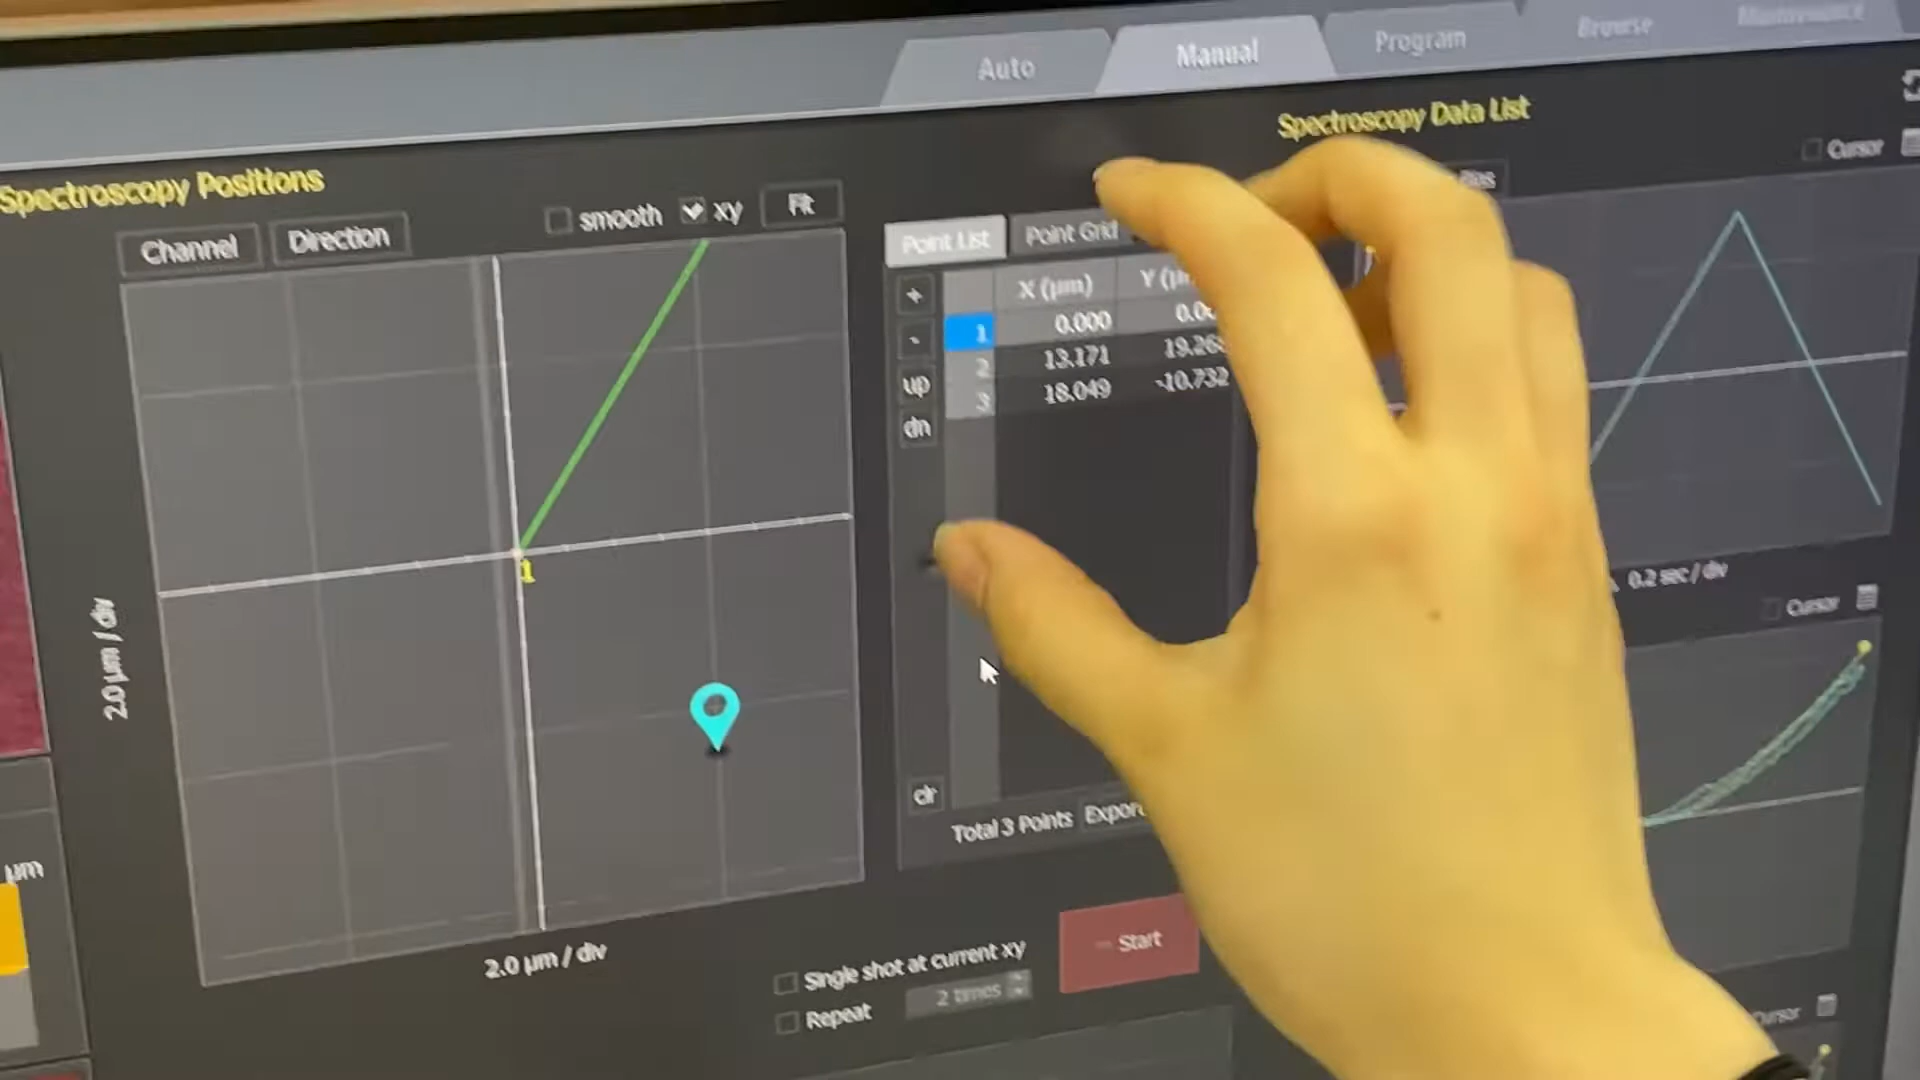 Auto
Manual
Program
Browse
Maintenance
Spectroscopy Positions
Spectroscopy Data List
Channel
Direction
smooth
xy
Fit
Cursor
Point List
Point Grid
+
X (µm)
1
0.000
-
2
13.171
up
3
18.049
-10.732
dn
1
2.0 µm / div
0.2 sec / div
Cursor
clr
Total 3 Points
µm
2.0 µm / div
Single shot at current xy
Repeat
2 times
Start
Cursor